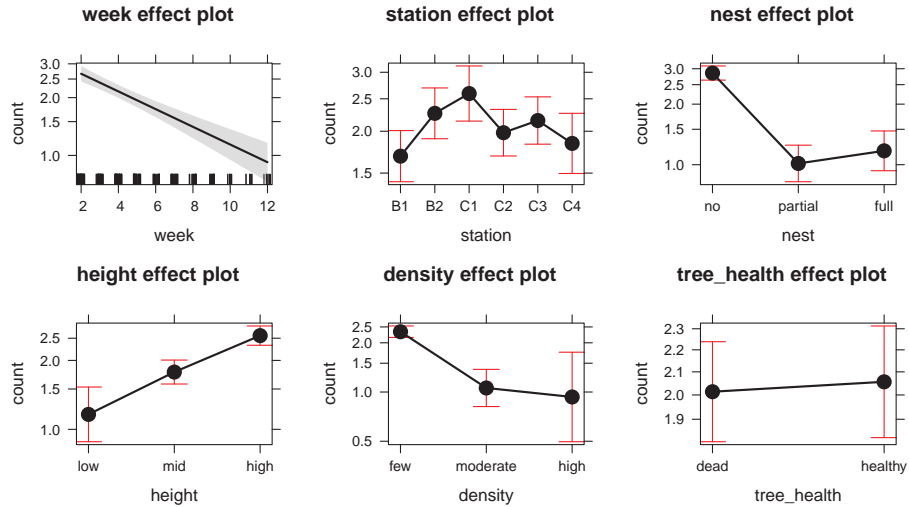 week effect plot
count
3.0
2.5
2.0
1.5
1.0
2 4 6 8 10 12
week
station effect plot
count
3.0
2.5
2.0
1.5
B1 B2 C1 C2 C3 C4
station
nest effect plot
count
3.0
2.5
2.0
1.5
1.0
no partial full
nest
height effect plot
count
2.5
2.0
1.5
1.0
low mid high
height
density effect plot
count
2.5
2.0
1.5
1.0
0.5
few moderate high
density
tree_health effect plot
count
2.3
2.2
2.1
2.0
1.9
dead healthy
tree_health